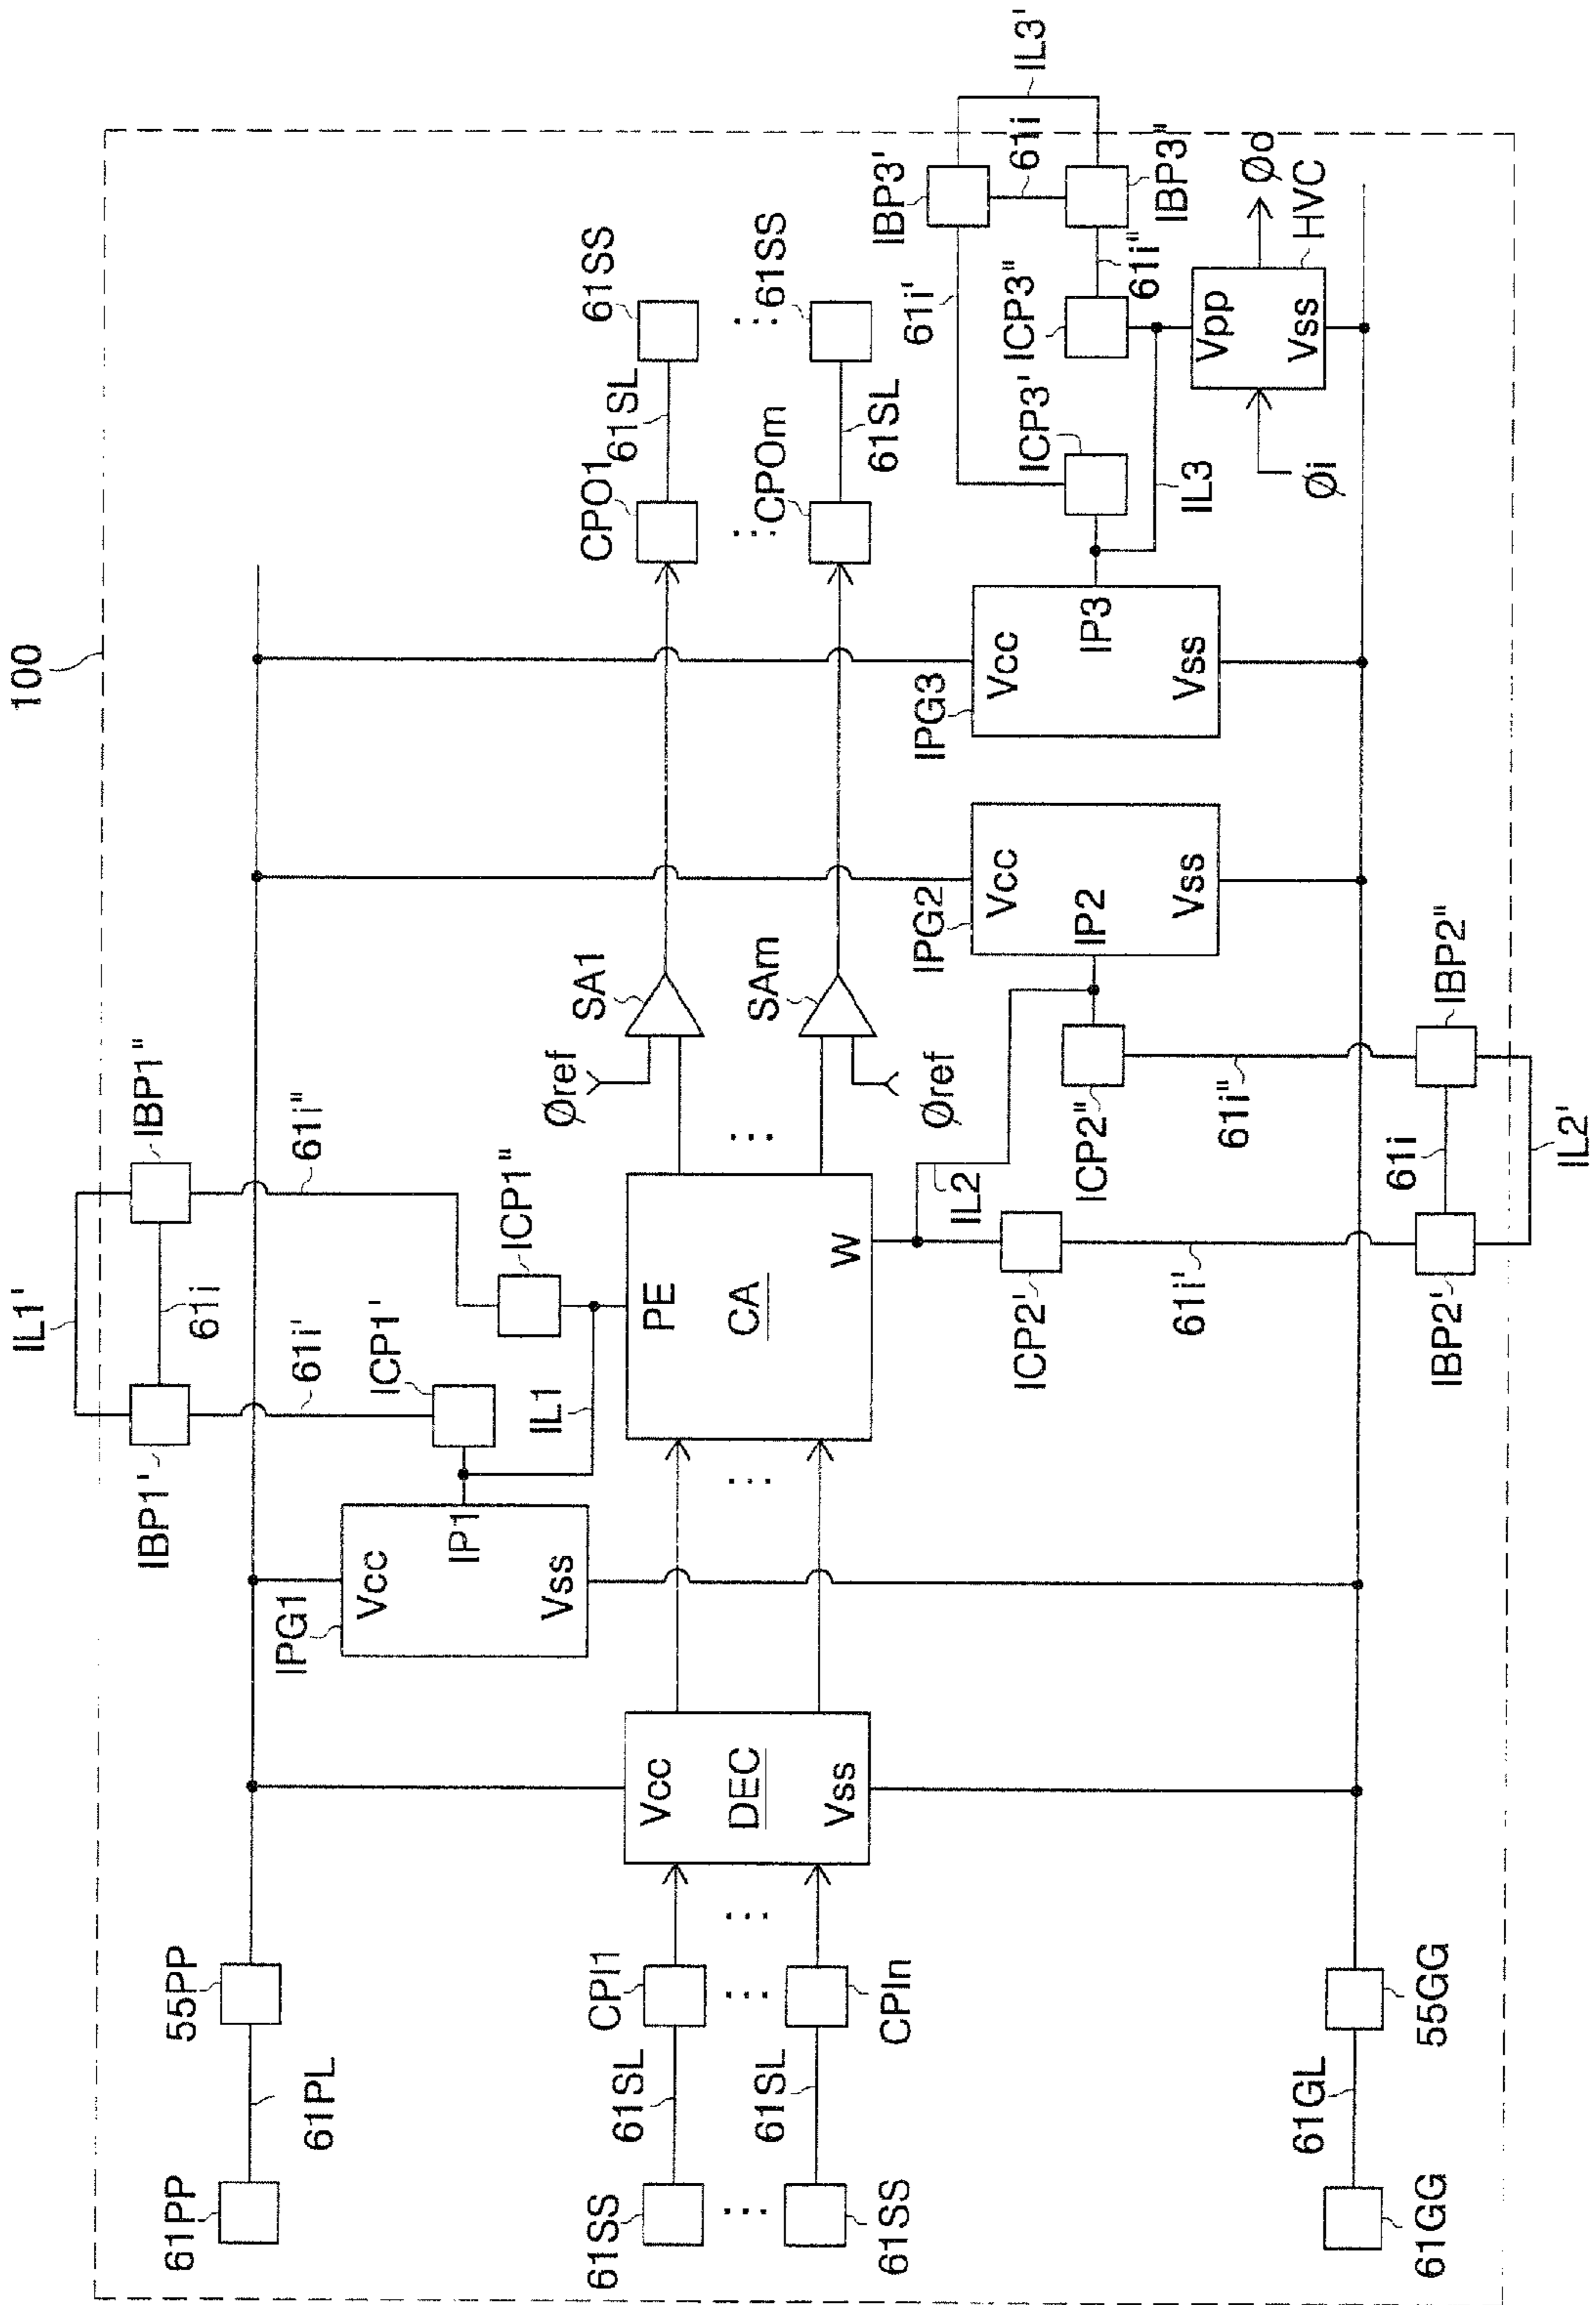 100
IL1'
IBP1'
61i
IBP1"
61i'
61i"
ICP1'
ICP1"
IL1
61PP
61PL
55PP
IPG1
Vcc
IP1
Vss
61SS
61SL
CPI1
...
...
...
61SS
61SL
CPIn
Vcc
DEC
Vss
...
PE
CA
W
...
Øref
SA1
SAm
Øref
CPO1
61SL
61SS
...
...
CPOm
61SL
61SS
IL2
ICP2'
ICP2"
61i'
61i"
IBP2'
61i
IBP2"
IL2'
IPG2
Vcc
IP2
Vss
IPG3
Vcc
IP3
Vss
ICP3'
ICP3"
61i'
61i"
IBP3'
61i
IBP3"
IL3'
IL3
Vpp
Vss
HVC
Øi
Øo
61GG
61GL
55GG